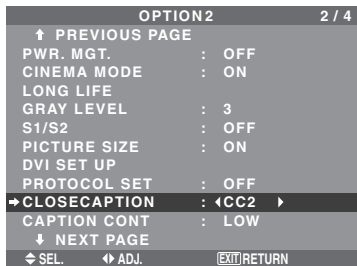 OPTION2 2 / 4
PREVIOUS PAGE
PWR. MGT. : OFF
CINEMA MODE : ON
LONG LIFE
GRAY LEVEL : 3
S1/S2 : OFF
PICTURE SIZE : ON
DVI SET UP
PROTOCOL SET : OFF
CLOSECAPTION : CC2
CAPTION CONT : LOW
NEXT PAGE
SEL. ADJ. EXIT RETURN